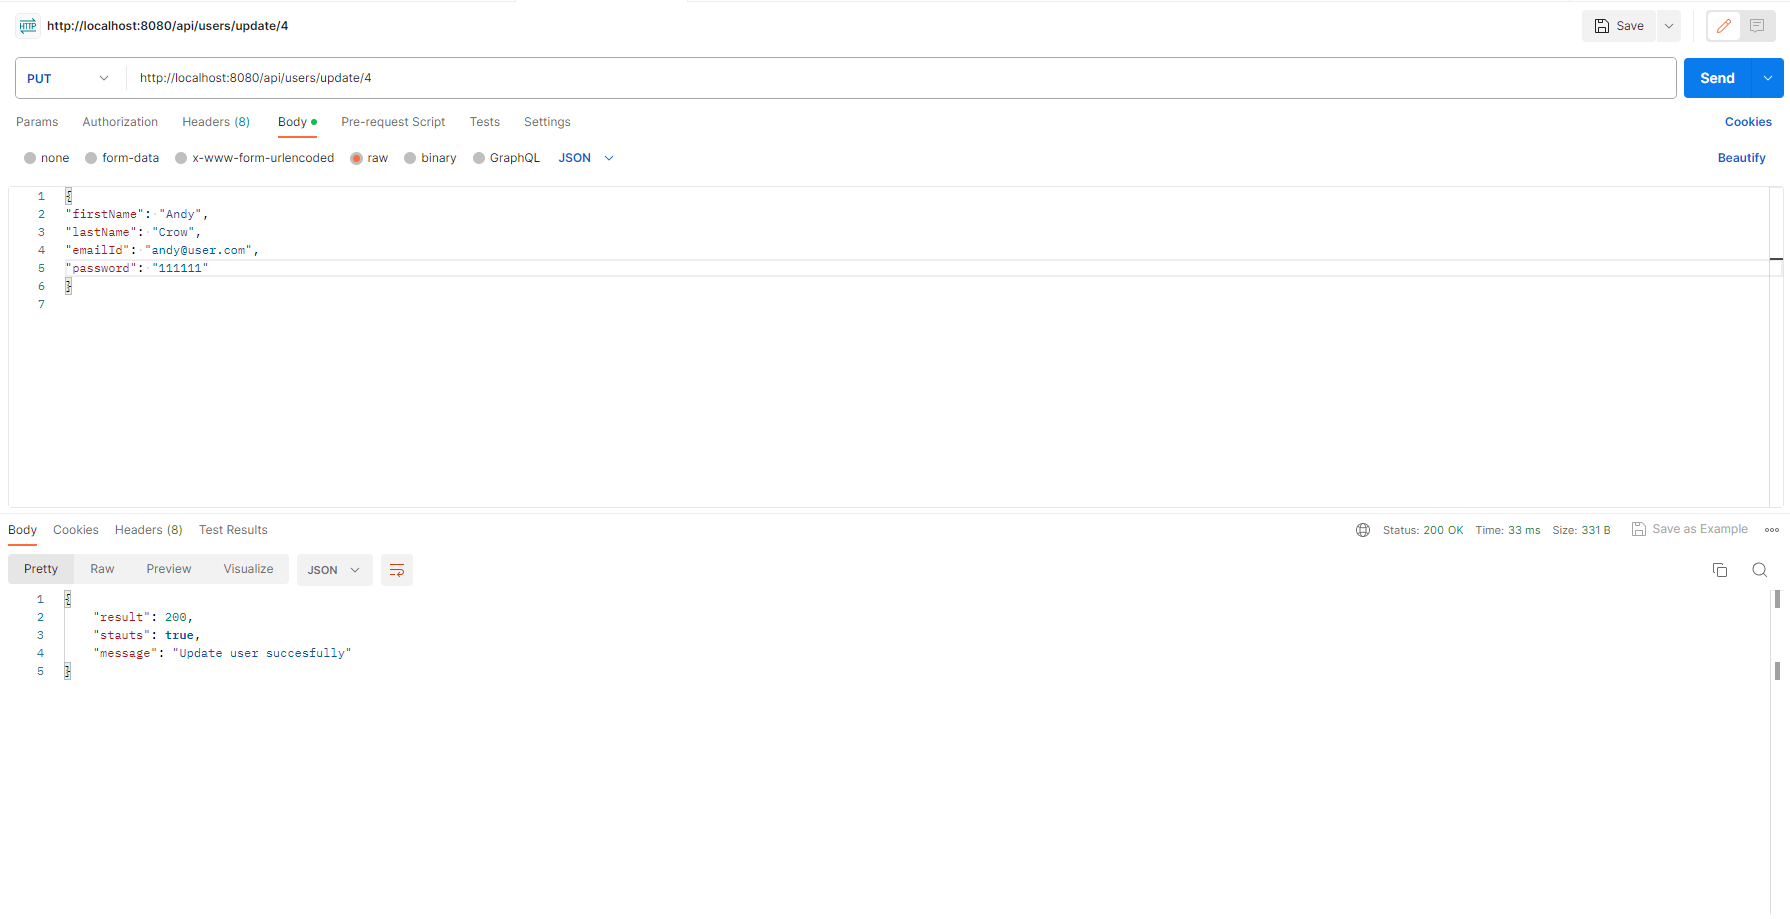 HTTP http://localhost:8080/api/users/update/4 Save
PUT http://localhost:8080/api/users/update/4 Send
Params Authorization Headers (8) Body Pre-request Script Tests Settings Cookies
none form-data x-www-form-urlencoded raw binary GraphQL JSON Beautify
1 {
2 "firstName": "Andy",
3 "lastName": "Crow",
4 "emailId": "andy@user.com",
5 "password": "111111"
6 }
7
Body Cookies Headers (8) Test Results Status: 200 OK Time: 33 ms Size: 331 B Save as Example
Pretty Raw Preview Visualize JSON
1 {
2 "result": 200,
3 "stauts": true,
4 "message": "Update user succesfully"
5 }